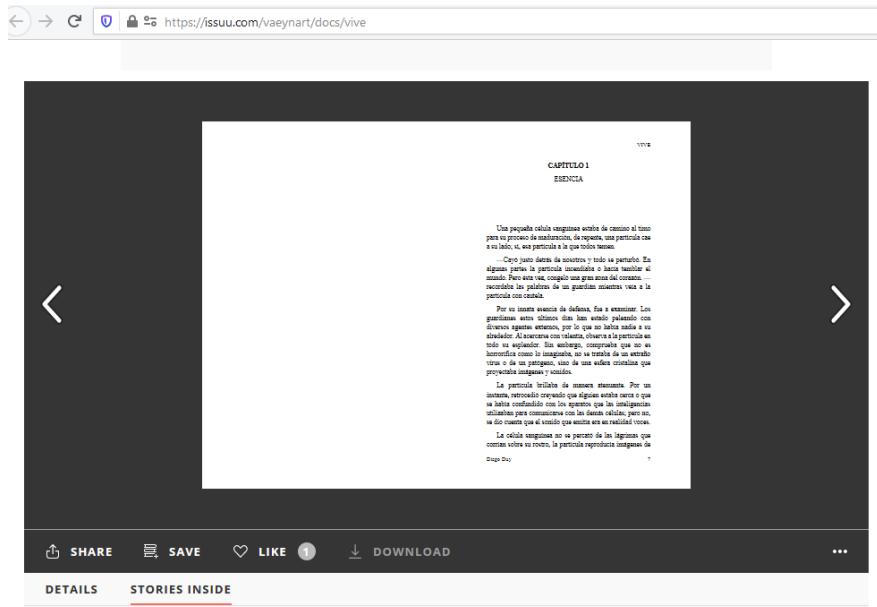 https://issuu.com/vaeynart/docs/vive
VIVE
CAPÍTULO 1
ESENCIA
Una pequeña célula sanguínea estaba de camino al timo
para su proceso de maduración, de repente, una partícula cae
a su lado; sí, esa partícula a la que todos temen.
—Cayó justo detrás de nosotros y todo se perturbó. En
algunas partes la partícula incendiaba o hacía temblar el
mundo. Pero esta vez, congeló una gran zona del corazón. —
recordaba las palabras de un guardián mientras veía a la
partícula con cautela.
Por su innata esencia de defensa, fue a examinar. Los
guardianes estos últimos días han estado peleando con
diversos agentes externos, por lo que no había nadie a su
alrededor. Al acercarse con valentía, observa a la partícula en
todo su esplendor. Sin embargo, comprueba que no es
horrorífica como lo imaginaba, no se trataba de un extraño
virus o de un patógeno, sino de una esfera cristalina que
proyectaba imágenes y sonidos.
La partícula brillaba de manera atenuante. Por un
instante, retrocedió creyendo que alguien estaba cerca o que
se había confundido con los aparatos que las inteligencias
utilizaban para comunicarse con las demás células; pero no,
se dio cuenta que el sonido que emitía era en realidad voces.
La célula sanguínea no se percató de las lágrimas que
corrían sobre su rostro, la partícula reproducía imágenes de
Diego Duy 7
SHARE SAVE LIKE 1 DOWNLOAD
DETAILS STORIES INSIDE